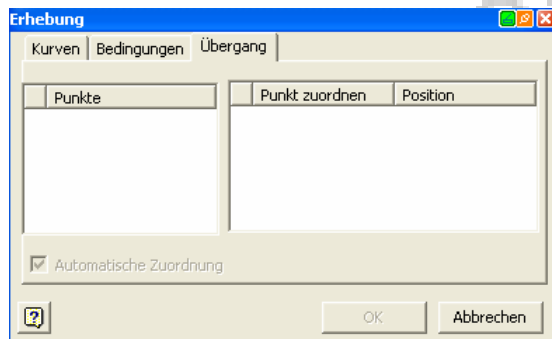 Erhebung
Kurven Bedingungen Übergang
Punkte Punkt zuordnen Position
Automatische Zuordnung
? OK Abbrechen